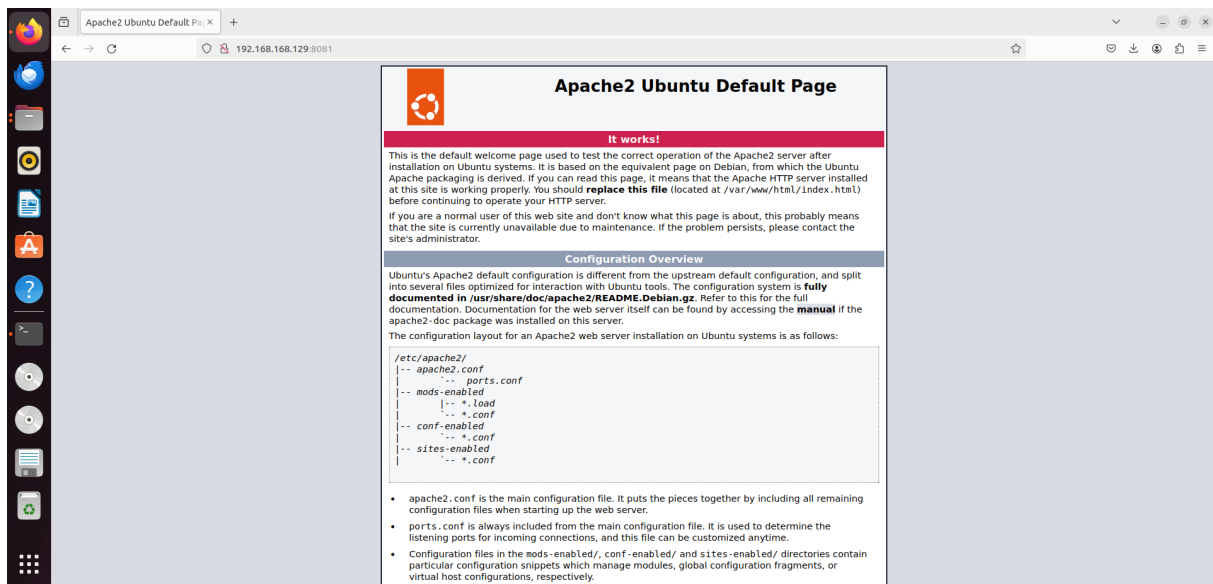 Apache2 Ubuntu Default Pa
192.168.168.129:8081
Apache2 Ubuntu Default Page
It works!
This is the default welcome page used to test the correct operation of the Apache2 server after
installation on Ubuntu systems. It is based on the equivalent page on Debian, from which the Ubuntu
Apache packaging is derived. If you can read this page, it means that the Apache HTTP server installed
at this site is working properly. You should replace this file (located at /var/www/html/index.html)
before continuing to operate your HTTP server.
If you are a normal user of this web site and don't know what this page is about, this probably means
that the site is currently unavailable due to maintenance. If the problem persists, please contact the
site's administrator.
Configuration Overview
Ubuntu's Apache2 default configuration is different from the upstream default configuration, and split
into several files optimized for interaction with Ubuntu tools. The configuration system is fully
documented in /usr/share/doc/apache2/README.Debian.gz. Refer to this for the full
documentation. Documentation for the web server itself can be found by accessing the manual if the
apache2-doc package was installed on this server.
The configuration layout for an Apache2 web server installation on Ubuntu systems is as follows:
/etc/apache2/
|-- apache2.conf
|       `--  ports.conf
|-- mods-enabled
|       |-- *.load
|       `-- *.conf
|-- conf-enabled
|       `-- *.conf
|-- sites-enabled
|       `-- *.conf
• apache2.conf is the main configuration file. It puts the pieces together by including all remaining
configuration files when starting up the web server.
• ports.conf is always included from the main configuration file. It is used to determine the
listening ports for incoming connections, and this file can be customized anytime.
• Configuration files in the mods-enabled/, conf-enabled/ and sites-enabled/ directories contain
particular configuration snippets which manage modules, global configuration fragments, or
virtual host configurations, respectively.